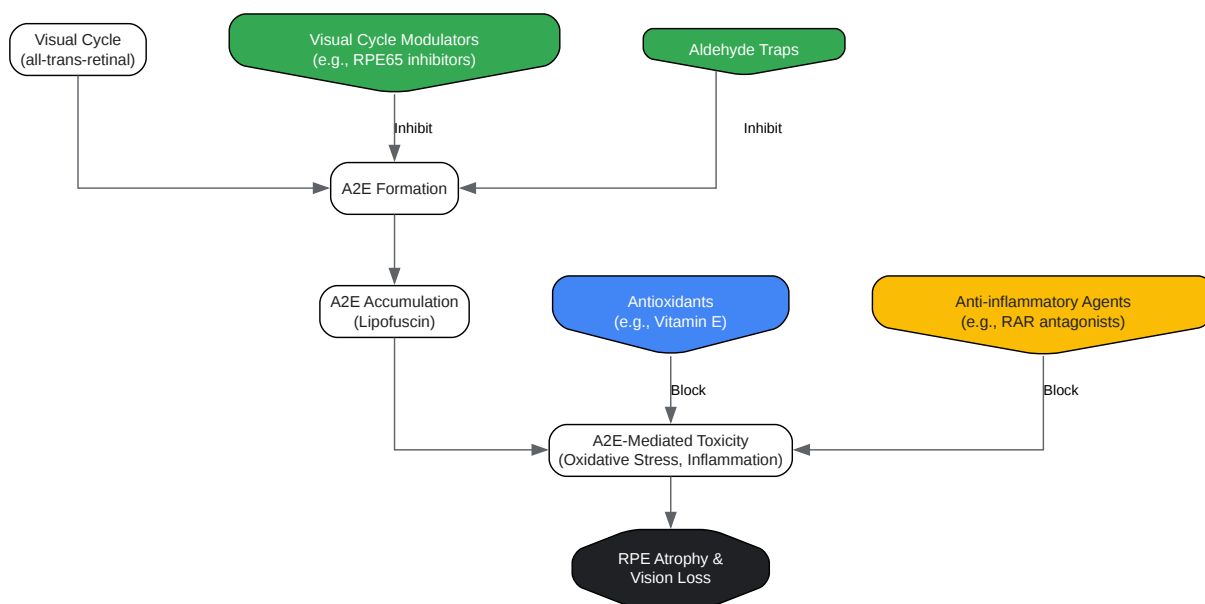 Visual Cycle
(all-trans-retinal)
Visual Cycle Modulators
(e.g., RPE65 inhibitors)
Aldehyde Traps
Inhibit
Inhibit
A2E Formation
A2E Accumulation
(Lipofuscin)
Antioxidants
(e.g., Vitamin E)
Anti-inflammatory Agents
(e.g., RAR antagonists)
Block
Block
A2E-Mediated Toxicity
(Oxidative Stress, Inflammation)
RPE Atrophy &
Vision Loss